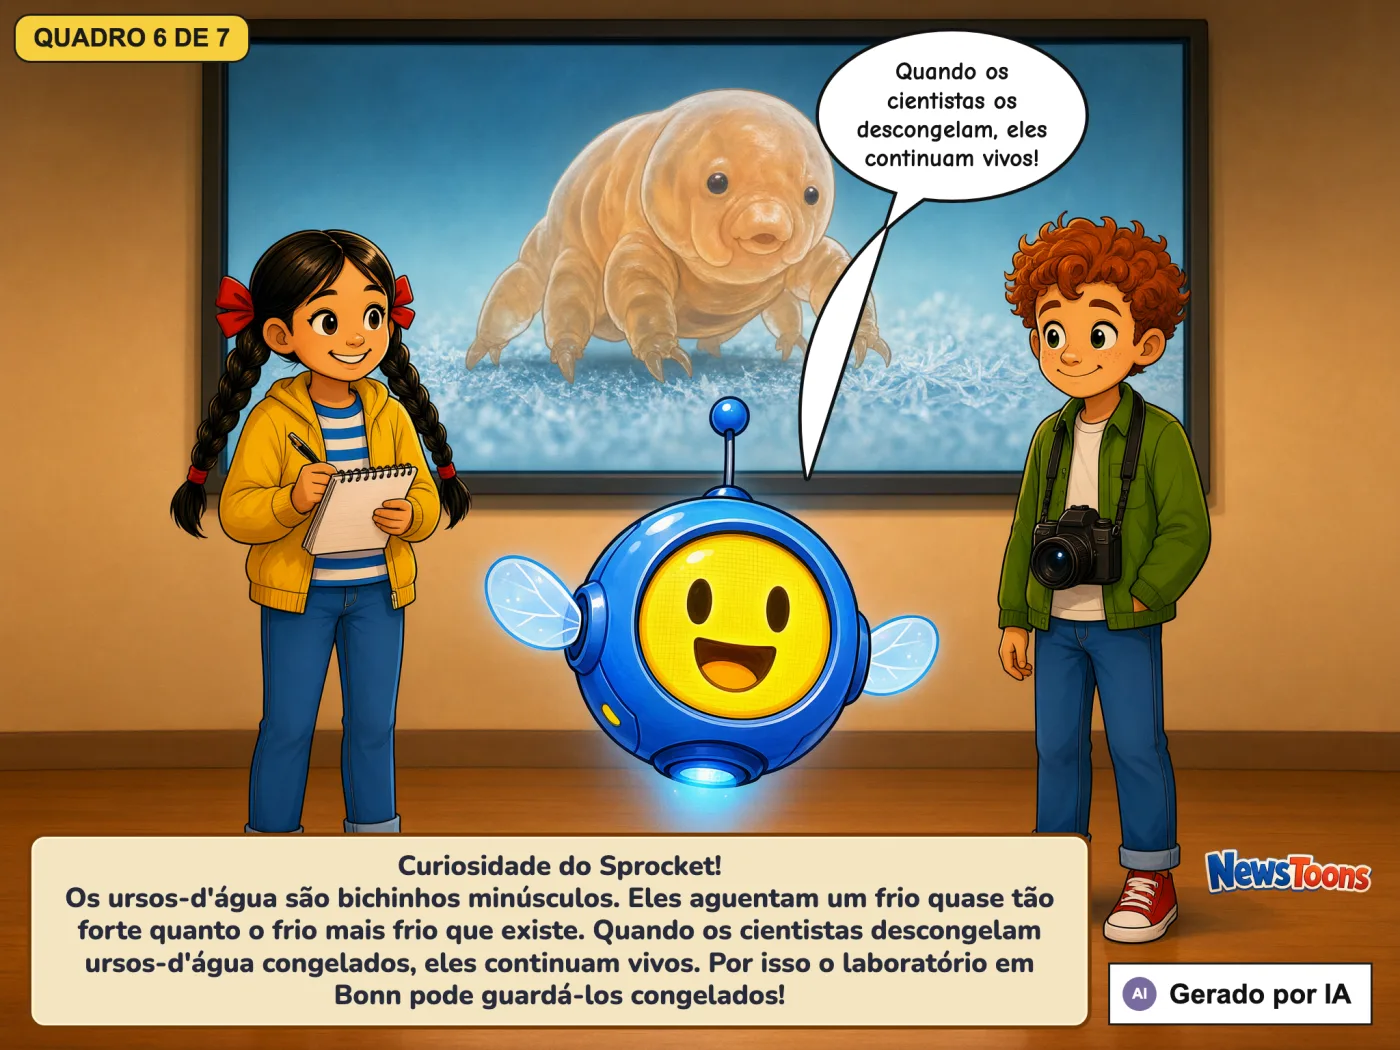 QUADRO 6 DE 7
Quando os
cientistas os
descongelam, eles
continuam vivos!
Curiosidade do Sprocket!
Os ursos-d'água são bichinhos minúsculos. Eles aguentam um frio quase tão
forte quanto o frio mais frio que existe. Quando os cientistas descongelam
ursos-d'água congelados, eles continuam vivos. Por isso o laboratório em
Bonn pode guardá-los congelados!
NewsToons
AI Gerado por IA